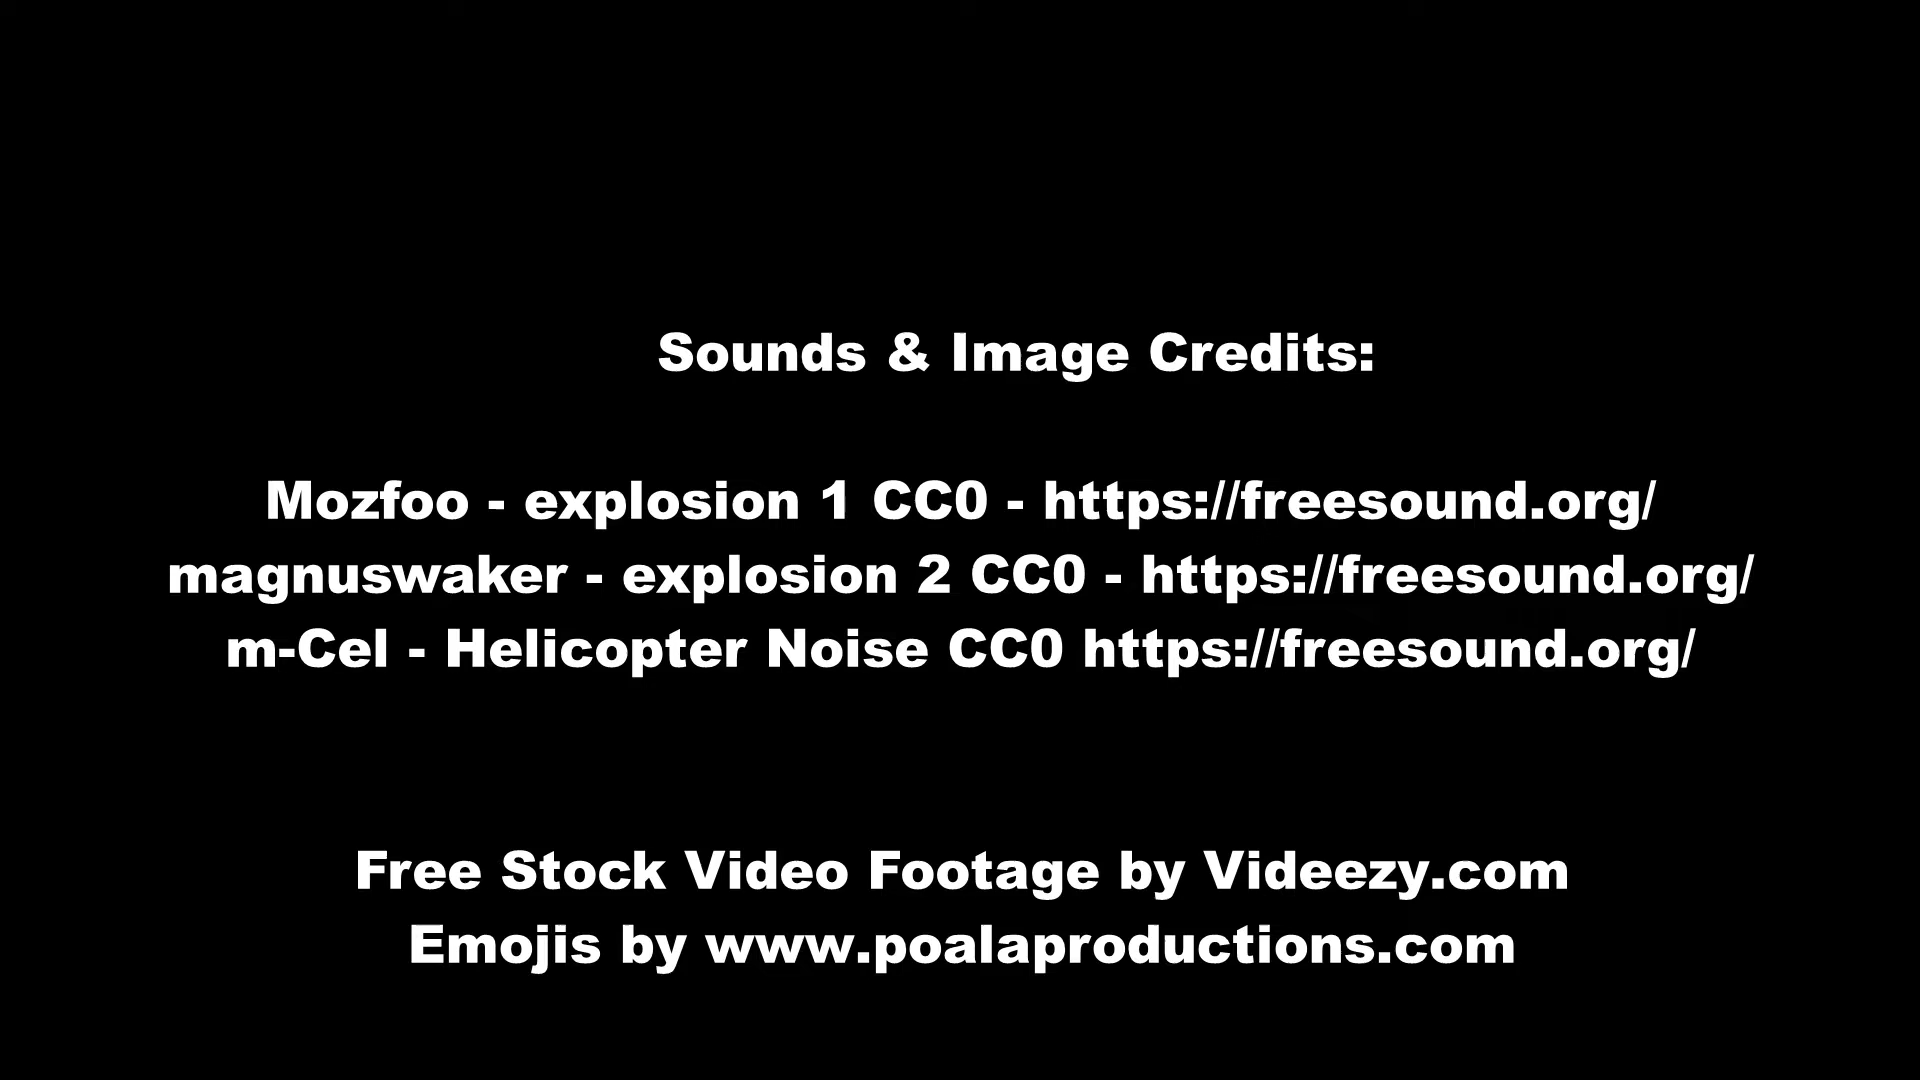 Sounds & Image Credits:
Mozfoo - explosion 1 CC0 - https://freesound.org/
magnuswaker - explosion 2 CC0 - https://freesound.org/
m-Cel - Helicopter Noise CC0 https://freesound.org/
Free Stock Video Footage by Videezy.com
Emojis by www.poalaproductions.com